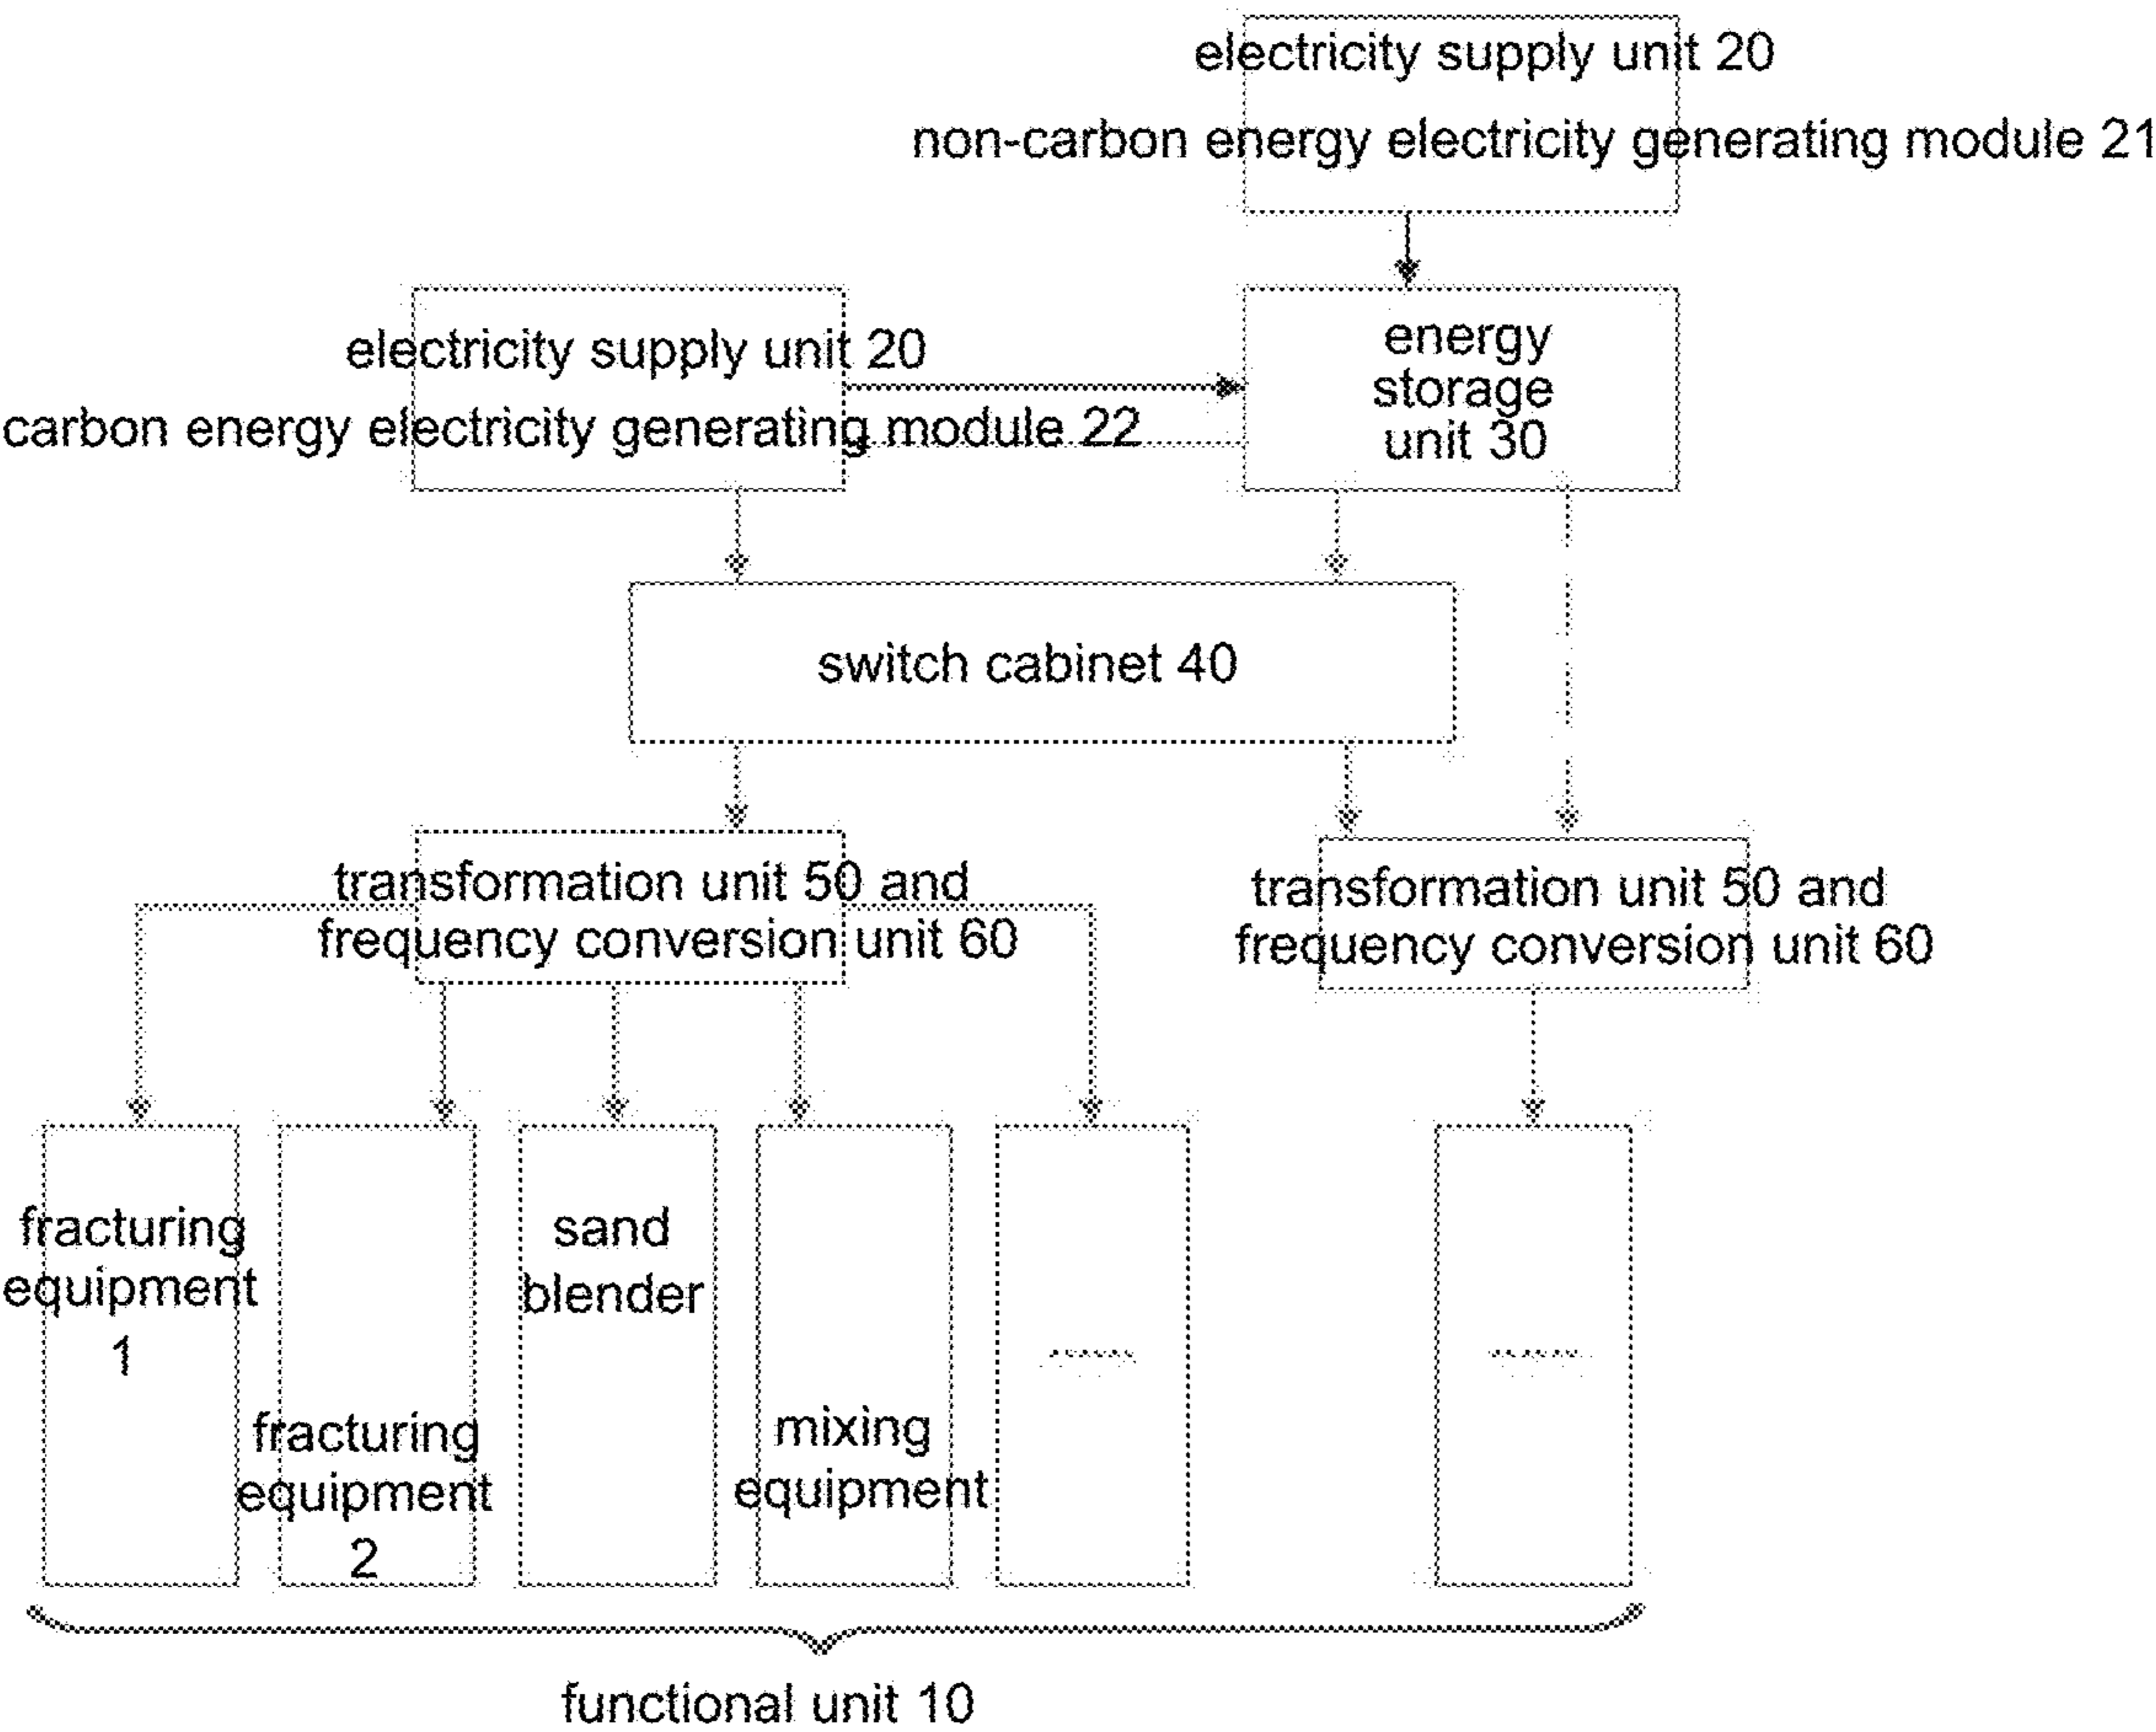 electricity supply unit 20
non-carbon energy electricity generating module 21
electricity supply unit 20
carbon energy electricity generating module 22
energy
storage
unit 30
switch cabinet 40
transformation unit 50 and
frequency conversion unit 60
transformation unit 50 and
frequency conversion unit 60
fracturing
equipment
1
fracturing
equipment
2
sand
blender
mixing
equipment
functional unit 10